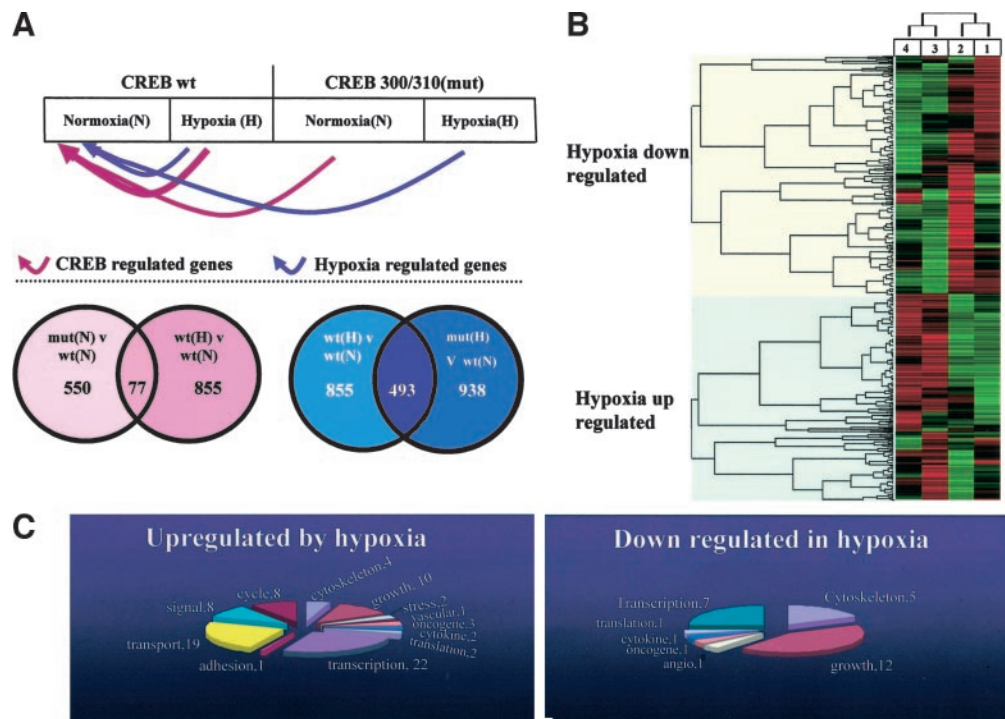 A
CREB wt
CREB 300/310(mut)
Normoxia(N)
Hypoxia (H)
Normoxia(N)
Hypoxia(H)
CREB regulated genes
Hypoxia regulated genes
mut(N) v
wt(N)
550
77
wt(H) v
wt(N)
855
wt(H) v
wt(N)
855
493
mut(H)
V wt(N)
938
B
4 3 2 1
Hypoxia down
regulated
Hypoxia up
regulated
C
Upregulated by hypoxia
cytoskeleton,4
growth, 10
stress,2
vascular,1
oncogene,3
cytokine,2
translation,2
transcription, 22
adhesion,1
transport,19
signal,8
cycle,8
Down regulated in hypoxia
Transcription,7
translation,1
cytokine,1
oncogene,1
angio,1
Cytoskeleton,5
growth,12